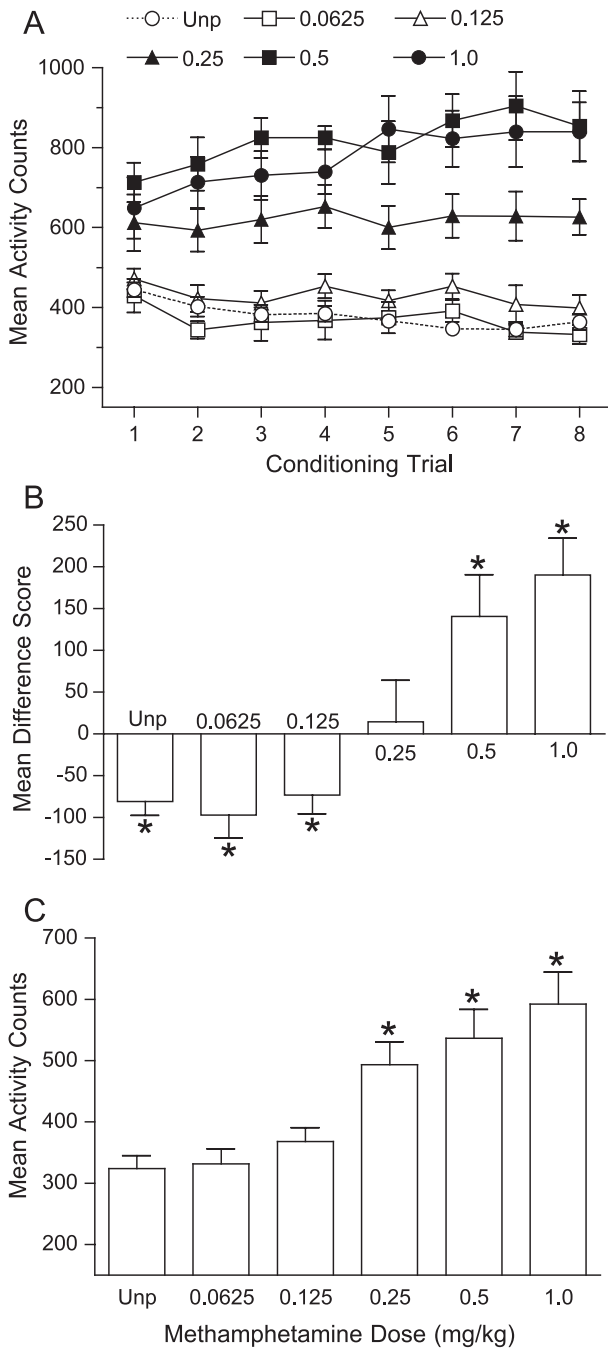 A
Unp 0.0625 0.125
0.25 0.5 1.0
Mean Activity Counts
1000
800
600
400
200
1 2 3 4 5 6 7 8
Conditioning Trial
B
Mean Difference Score
250
200
150
100
50
0
-50
-100
-150
Unp 0.0625 0.125
0.25 0.5 1.0
* * * * *
C
Mean Activity Counts
700
600
500
400
300
200
* * *
Unp 0.0625 0.125 0.25 0.5 1.0
Methamphetamine Dose (mg/kg)